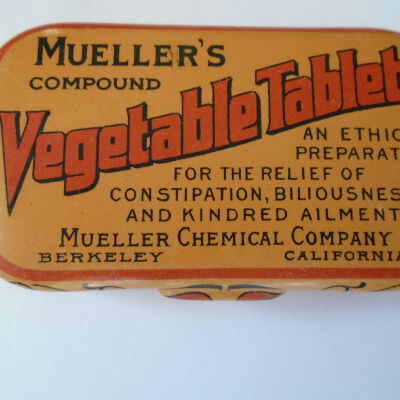 MUELLER'S
COMPOUND
Vegetable Tablet
AN ETHIC
PREPARAT
FOR THE RELIEF OF
CONSTIPATION, BILIOUSNES
AND KINDRED AILMENT
MUELLER CHEMICAL COMPANY
BERKELEY CALIFORNIA